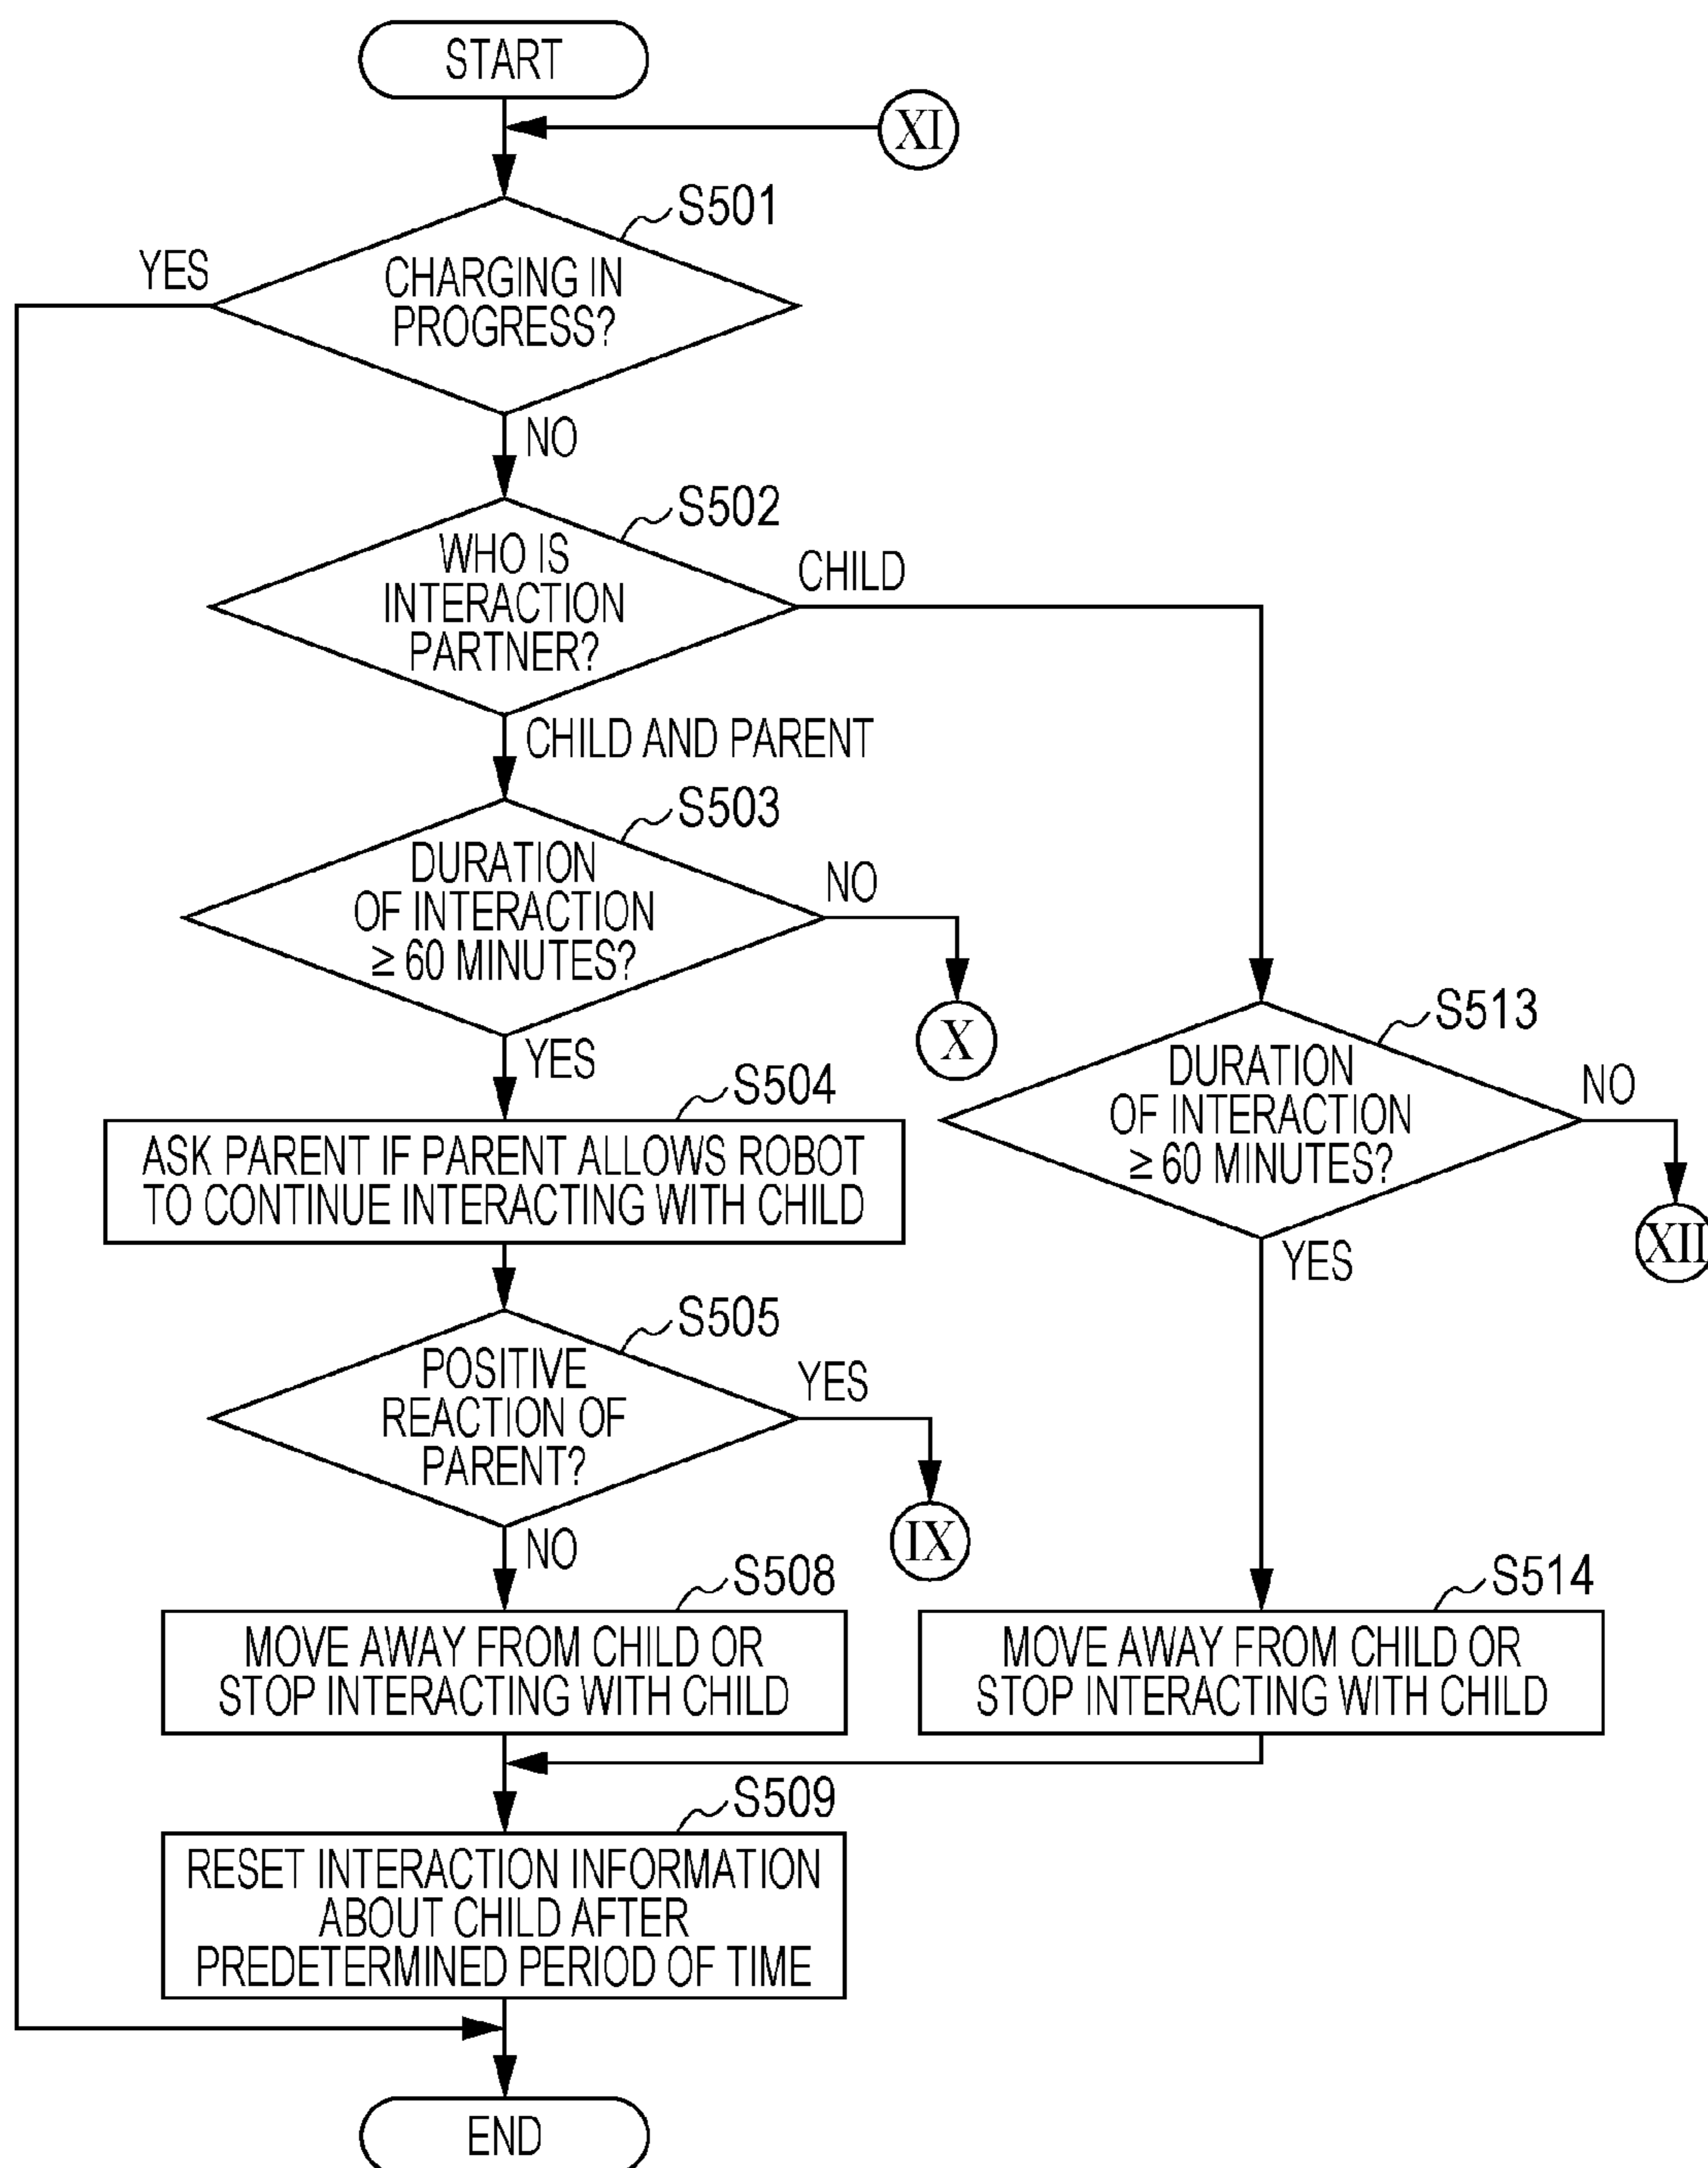 START
XI
S501
YES
CHARGING IN
PROGRESS?
NO
S502
WHO IS
INTERACTION
PARTNER?
CHILD
CHILD AND PARENT
S503
DURATION
OF INTERACTION
≥ 60 MINUTES?
NO
X
YES
S513
DURATION
OF INTERACTION
≥ 60 MINUTES?
NO
XII
YES
S504
ASK PARENT IF PARENT ALLOWS ROBOT
TO CONTINUE INTERACTING WITH CHILD
S505
POSITIVE
REACTION OF
PARENT?
YES
IX
NO
S508
MOVE AWAY FROM CHILD OR
STOP INTERACTING WITH CHILD
S514
MOVE AWAY FROM CHILD OR
STOP INTERACTING WITH CHILD
S509
RESET INTERACTION INFORMATION
ABOUT CHILD AFTER
PREDETERMINED PERIOD OF TIME
END